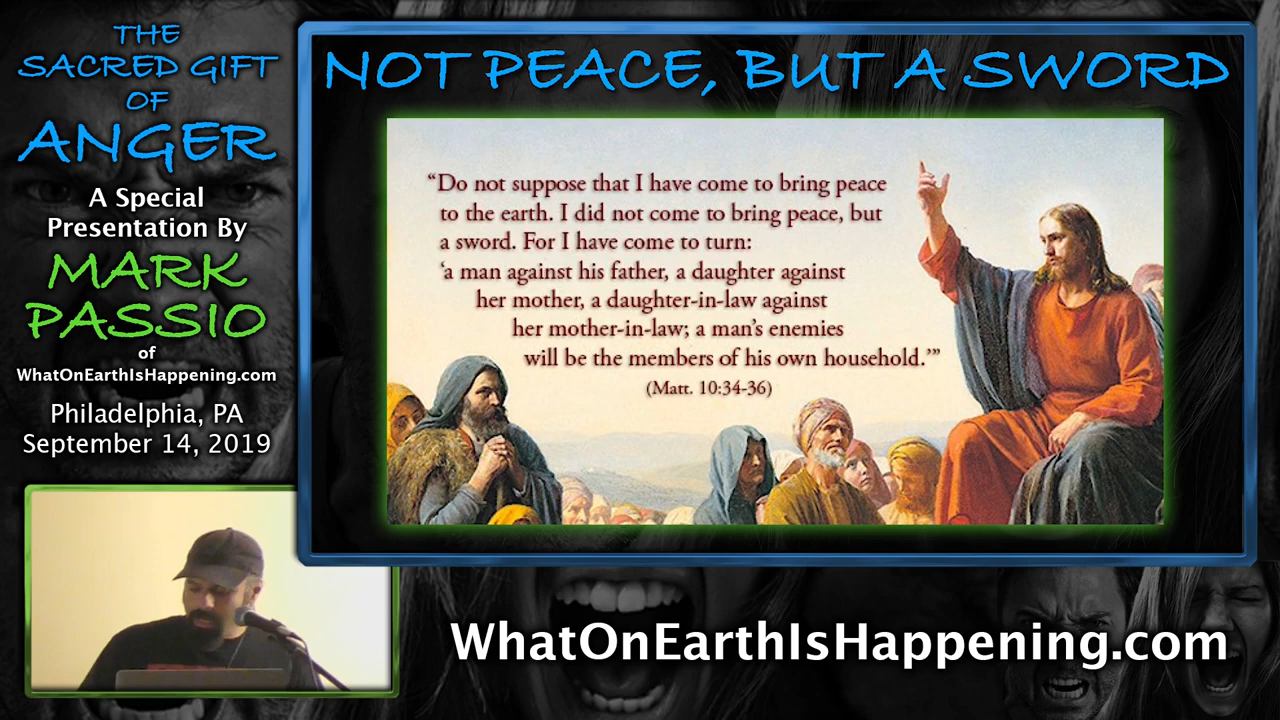 THE
SACRED GIFT
OF
ANGER
A Special
Presentation By
MARK
PASSIO
of
WhatOnEarthIsHappening.com
Philadelphia, PA
September 14, 2019
NOT PEACE, BUT A SWORD
“Do not suppose that I have come to bring peace
to the earth. I did not come to bring peace, but
a sword. For I have come to turn:
‘a man against his father, a daughter against
her mother, a daughter-in-law against
her mother-in-law; a man’s enemies
will be the members of his own household.’”
(Matt. 10:34-36)
WhatOnEarthIsHappening.com